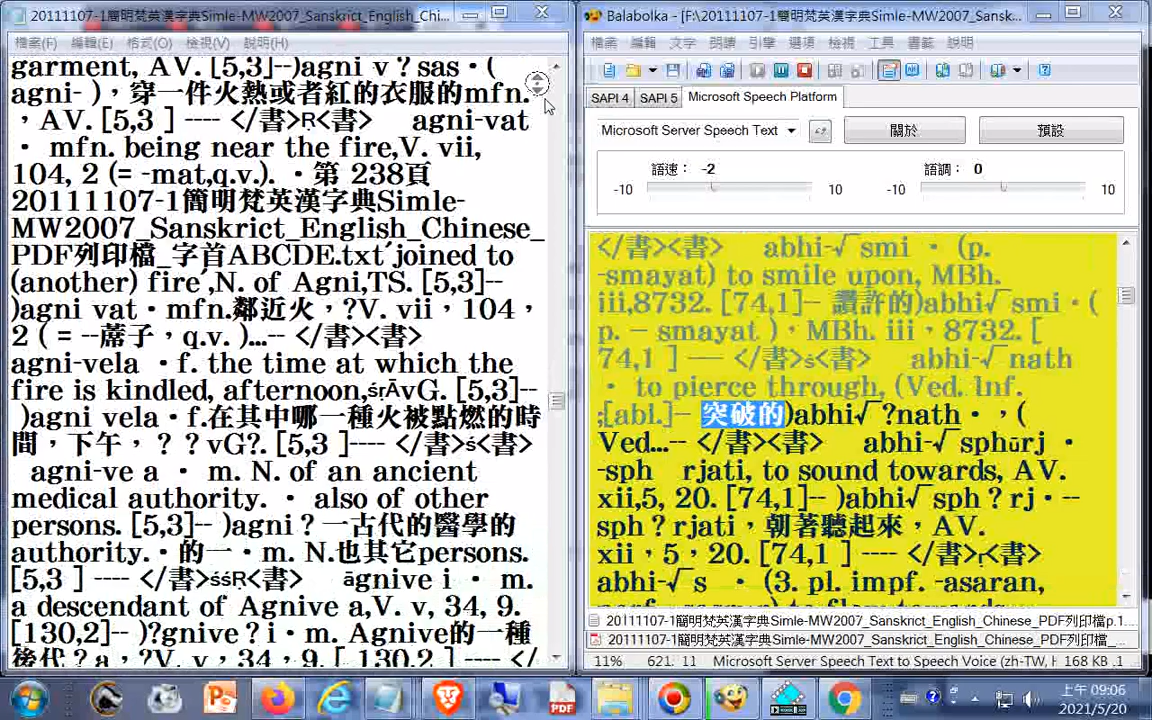 20111107-1簡明梵英漢字典Simle-MW2007_Sanskrict_English_Chi...
檔案(F) 編輯(E) 格式(O) 檢視(V) 說明(H)
garment, AV. [5,3]--)agni v ? sas•(
agni- )，穿一件火熱或者紅的衣服的mfn.
，AV. [5,3 ] ---- </書>Ṛ<書> agni-vat
• mfn. being near the fire,V. vii,
104, 2 (= -mat,q.v.). •第 238頁
20111107-1簡明梵英漢字典Simle-
MW2007_Sanskrict_English_Chinese_
PDF列印檔_字首ABCDE.txt´joined to
(another) fire´,N. of Agni,TS. [5,3]--
)agni vat•mfn.鄰近火，?V. vii，104，
2 ( = --蓆子，q.v. )...-- </書><書>
agni-vela • f. the time at which the
fire is kindled, afternoon,śṛĀvG. [5,3]--
)agni vela•f.在其中哪一種火被點燃的時
間，下午，? ? vG?. [5,3 ]---- </書>ś<書>
agni-ve a • m. N. of an ancient
medical authority. • also of other
persons. [5,3]-- )agni ? 一古代的醫學的
authority.•的一•m. N.也其它persons.
[5,3 ] ---- </書>śśṚ<書> āgnive i • m.
a descendant of Agnive a,V. v, 34, 9.
[130,2]-- )?gnive ? i•m. Agnive的一種
後代 ? a，?V. v，34，9. [ 130,2 ] ---- </
Balabolka - [F:\20111107-1簡明梵英漢字典Simle-MW2007_Sansk...
檔案 編輯 文字 朗讀 引擎 選項 檢視 工具 書籤 說明
SAPI 4 SAPI 5 Microsoft Speech Platform
Microsoft Server Speech Text 關於 預設
語速： -2 語調： 0
-10 10 -10 10
</書><書> abhi-√smi • (p.
-smayat) to smile upon, MBh.
iii,8732. [74,1]-- 讚許的)abhi√smi•(
p. — smayat )，MBh. iii，8732. [
74,1 ] ---- </書>ś<書> abhi-√nath
• to pierce through, (Ved. Inf.
;[abl.]-- 突破的)abhi√?nath•，(
Ved...-- </書><書> abhi-√sphūrj •
-sph rjati, to sound towards, AV.
xii,5, 20. [74,1]-- )abhi√sph ? rj•--
sph ? rjati，朝著聽起來，AV.
xii，5，20. [74,1 ] ---- </書>ṛ<書>
abhi-√s • (3. pl. impf. -asaran,
20111107-1簡明梵英漢字典Simle-MW2007_Sanskrict_English_Chinese_PDF列印檔p.1...
20111107-1簡明梵英漢字典Simle-MW2007_Sanskrict_English_Chinese_PDF列印檔_...
11% 621: 11 Microsoft Server Speech Text to Speech Voice (zh-TW, H 168 KB .1
上午 09:06
2021/5/20